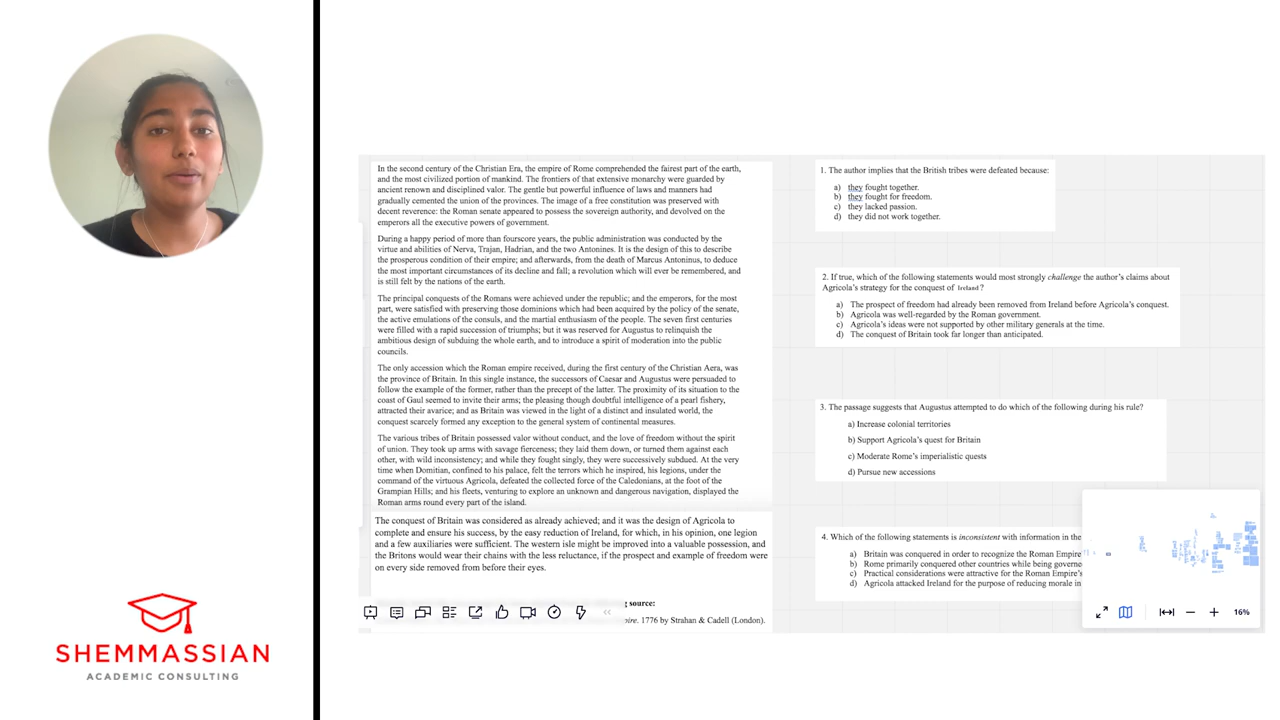 In the second century of the Christian Era, the empire of Rome comprehended the fairest part of the earth,
and the most civilized portion of mankind. The frontiers of that extensive monarchy were guarded by
ancient renown and disciplined valor. The gentle but powerful influence of laws and manners had
gradually cemented the union of the provinces. The image of a free constitution was preserved with
decent reverence: the Roman senate appeared to possess the sovereign authority, and devolved on the
emperors all the executive powers of government.
During a happy period of more than fourscore years, the public administration was conducted by the
virtue and abilities of Nerva, Trajan, Hadrian, and the two Antonines. It is the design of this to describe
the prosperous condition of their empire; and afterwards, from the death of Marcus Antoninus, to deduce
the most important circumstances of its decline and fall; a revolution which will ever be remembered, and
is still felt by the nations of the earth.
The principal conquests of the Romans were achieved under the republic; and the emperors, for the most
part, were satisfied with preserving those dominions which had been acquired by the policy of the senate,
the active emulations of the consuls, and the martial enthusiasm of the people. The seven first centuries
were filled with a rapid succession of triumphs; but it was reserved for Augustus to relinquish the
ambitious design of subduing the whole earth, and to introduce a spirit of moderation into the public
councils.
The only accession which the Roman empire received, during the first century of the Christian Aera, was
the province of Britain. In this single instance, the successors of Caesar and Augustus were persuaded to
follow the example of the former, rather than the precept of the latter. The proximity of its situation to the
coast of Gaul seemed to invite their arms; the pleasing though doubtful intelligence of a pearl fishery,
attracted their avarice; and as Britain was viewed in the light of a distinct and insulated world, the
conquest scarcely formed any exception to the general system of continental measures.
The various tribes of Britain possessed valor without conduct, and the love of freedom without the spirit
of union. They took up arms with savage fierceness; they laid them down, or turned them against each
other, with wild inconsistency; and while they fought singly, they were successively subdued. At the very
time when Domitian, confined to his palace, felt the terrors which he inspired, his legions, under the
command of the virtuous Agricola, defeated the collected force of the Caledonians, at the foot of the
Grampian Hills; and his fleets, venturing to explore an unknown and dangerous navigation, displayed the
Roman arms round every part of the island.
The conquest of Britain was considered as already achieved; and it was the design of Agricola to
complete and ensure his success, by the easy reduction of Ireland, for which, in his opinion, one legion
and a few auxiliaries were sufficient. The western isle might be improved into a valuable possession, and
the Britons would wear their chains with the less reluctance, if the prospect and example of freedom were
on every side removed from before their eyes.
source:
1776 by Strahan & Cadell (London).
1. The author implies that the British tribes were defeated because:
a) they fought together.
b) they fought for freedom.
c) they lacked passion.
d) they did not work together.
2. If true, which of the following statements would most strongly challenge the author's claims about
Agricola's strategy for the conquest of Ireland?
a) The prospect of freedom had already been removed from Ireland before Agricola's conquest.
b) Agricola was well-regarded by the Roman government.
c) Agricola's ideas were not supported by other military generals at the time.
d) The conquest of Britain took far longer than anticipated.
3. The passage suggests that Augustus attempted to do which of the following during his rule?
a) Increase colonial territories
b) Support Agricola's quest for Britain
c) Moderate Rome's imperialistic quests
d) Pursue new accessions
4. Which of the following statements is inconsistent with information in the
a) Britain was conquered in order to recognize the Roman Empire
b) Rome primarily conquered other countries while being
c) Practical considerations were attractive for the Roman Empire's
d) Agricola attacked Ireland for the purpose of reducing morale in
16%
SHEMMASSIAN
ACADEMIC CONSULTING